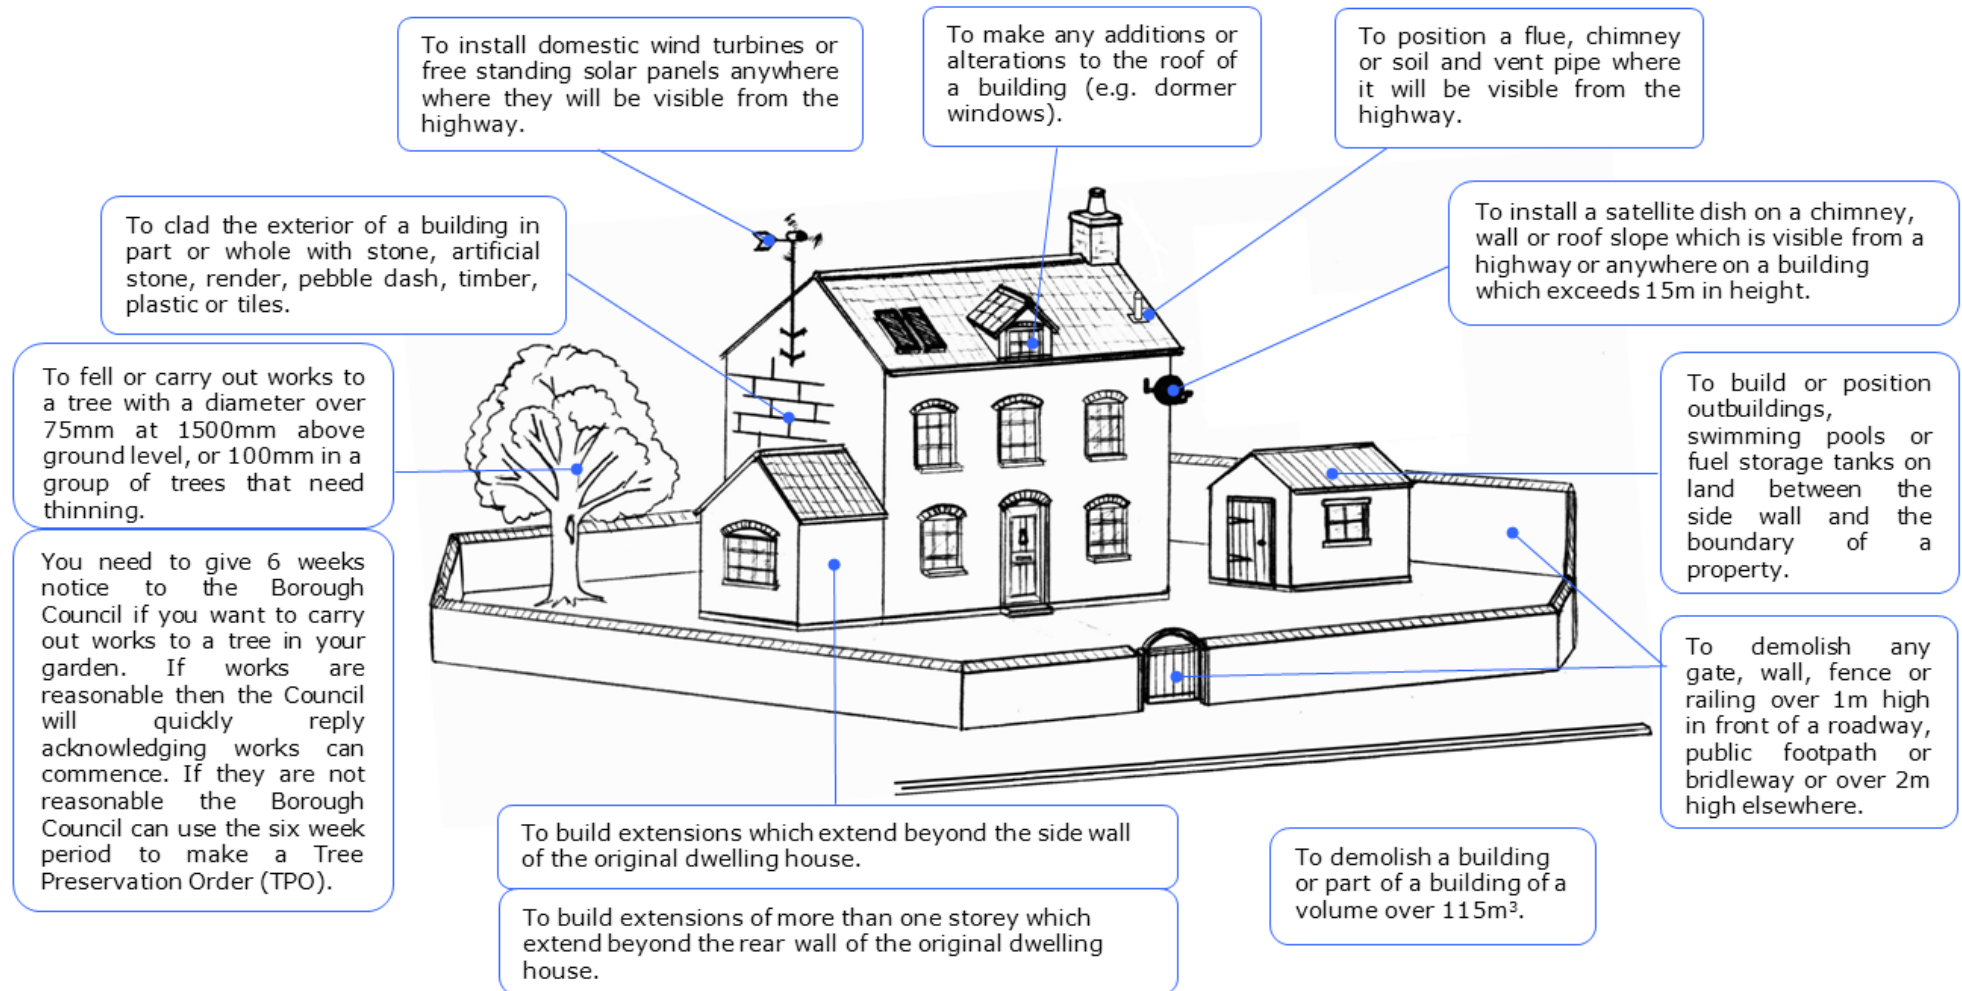 To install domestic wind turbines or
free standing solar panels anywhere
where they will be visible from the
highway.
To make any additions or
alterations to the roof of
a building (e.g. dormer
windows).
To position a flue, chimney
or soil and vent pipe where
it will be visible from the
highway.
To clad the exterior of a building in
part or whole with stone, artificial
stone, render, pebble dash, timber,
plastic or tiles.
To install a satellite dish on a chimney,
wall or roof slope which is visible from a
highway or anywhere on a building
which exceeds 15m in height.
To fell or carry out works to
a tree with a diameter over
75mm at 1500mm above
ground level, or 100mm in a
group of trees that need
thinning.
To build or position
outbuildings,
swimming pools or
fuel storage tanks on
land between the
side wall and the
boundary of a
property.
You need to give 6 weeks
notice to the Borough
Council if you want to carry
out works to a tree in your
garden. If works are
reasonable then the Council
will quickly reply
acknowledging works can
commence. If they are not
reasonable the Borough
Council can use the six week
period to make a Tree
Preservation Order (TPO).
To demolish any
gate, wall, fence or
railing over 1m high
in front of a roadway,
public footpath or
bridleway or over 2m
high elsewhere.
To build extensions which extend beyond the side wall
of the original dwelling house.
To build extensions of more than one storey which
extend beyond the rear wall of the original dwelling
house.
To demolish a building
or part of a building of a
volume over 115m³.